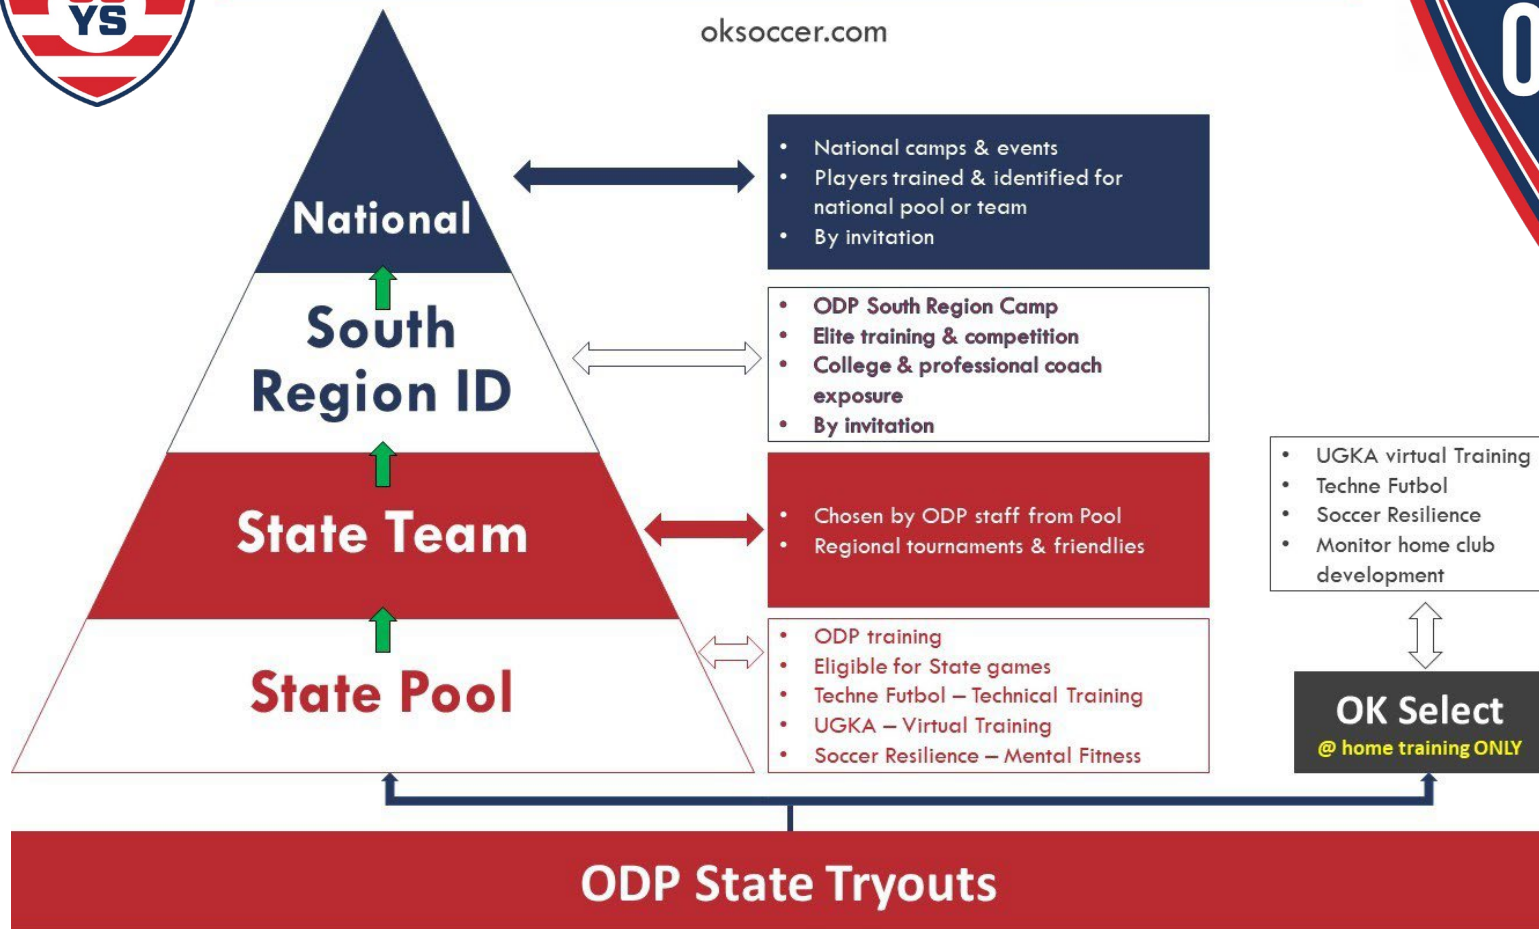 YS
oksoccer.com
National
• National camps & events
• Players trained & identified for
national pool or team
• By invitation
South
Region ID
• ODP South Region Camp
• Elite training & competition
• College & professional coach
exposure
• By invitation
State Team
• Chosen by ODP staff from Pool
• Regional tournaments & friendlies
State Pool
• ODP training
• Eligible for State games
• Techne Futbol – Technical Training
• UGKA – Virtual Training
• Soccer Resilience – Mental Fitness
• UGKA virtual Training
• Techne Futbol
• Soccer Resilience
• Monitor home club
development
OK Select
@ home training ONLY
ODP State Tryouts